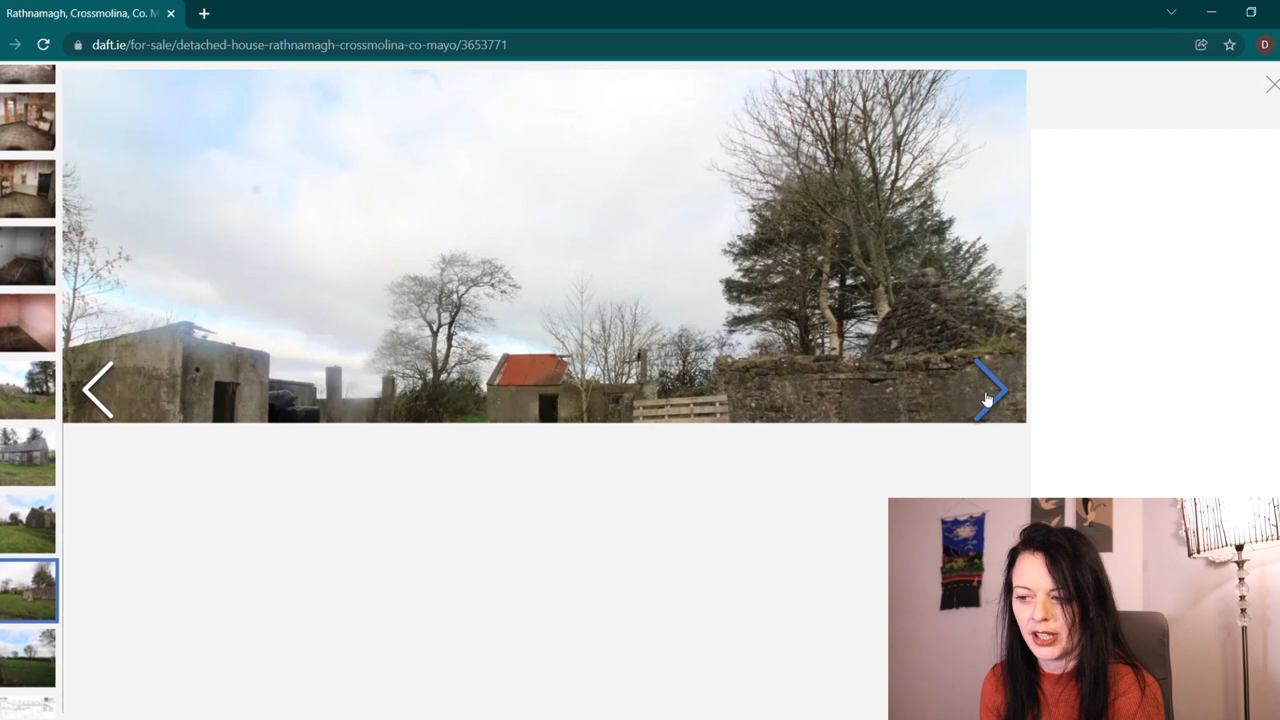 Rathnamagh, Crossmolina, Co. M
daft.ie/for-sale/detached-house-rathnamagh-crossmolina-co-mayo/3653771
D